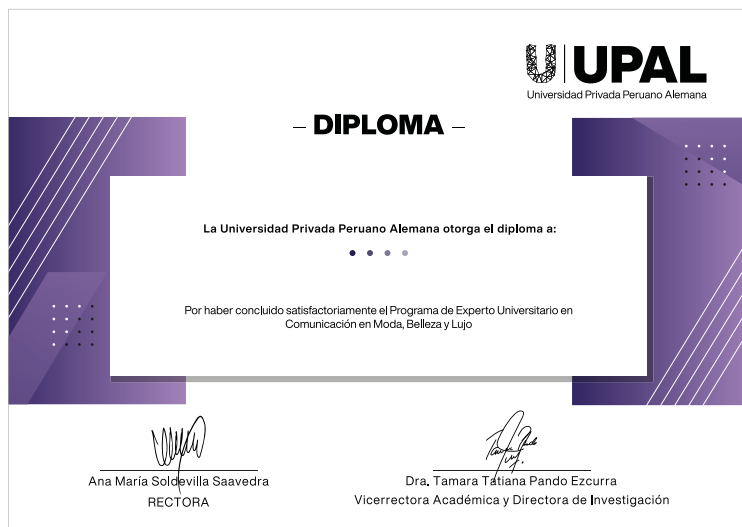 UPAL
Universidad Privada Peruano Alemana
– DIPLOMA –
La Universidad Privada Peruano Alemana otorga el diploma a:
Por haber concluido satisfactoriamente el Programa de Experto Universitario en
Comunicación en Moda, Belleza y Lujo
Ana María Soldevilla Saavedra
RECTORA
Dra. Tamara Tatiana Pando Ezcurra
Vicerrectora Académica y Directora de Investigación